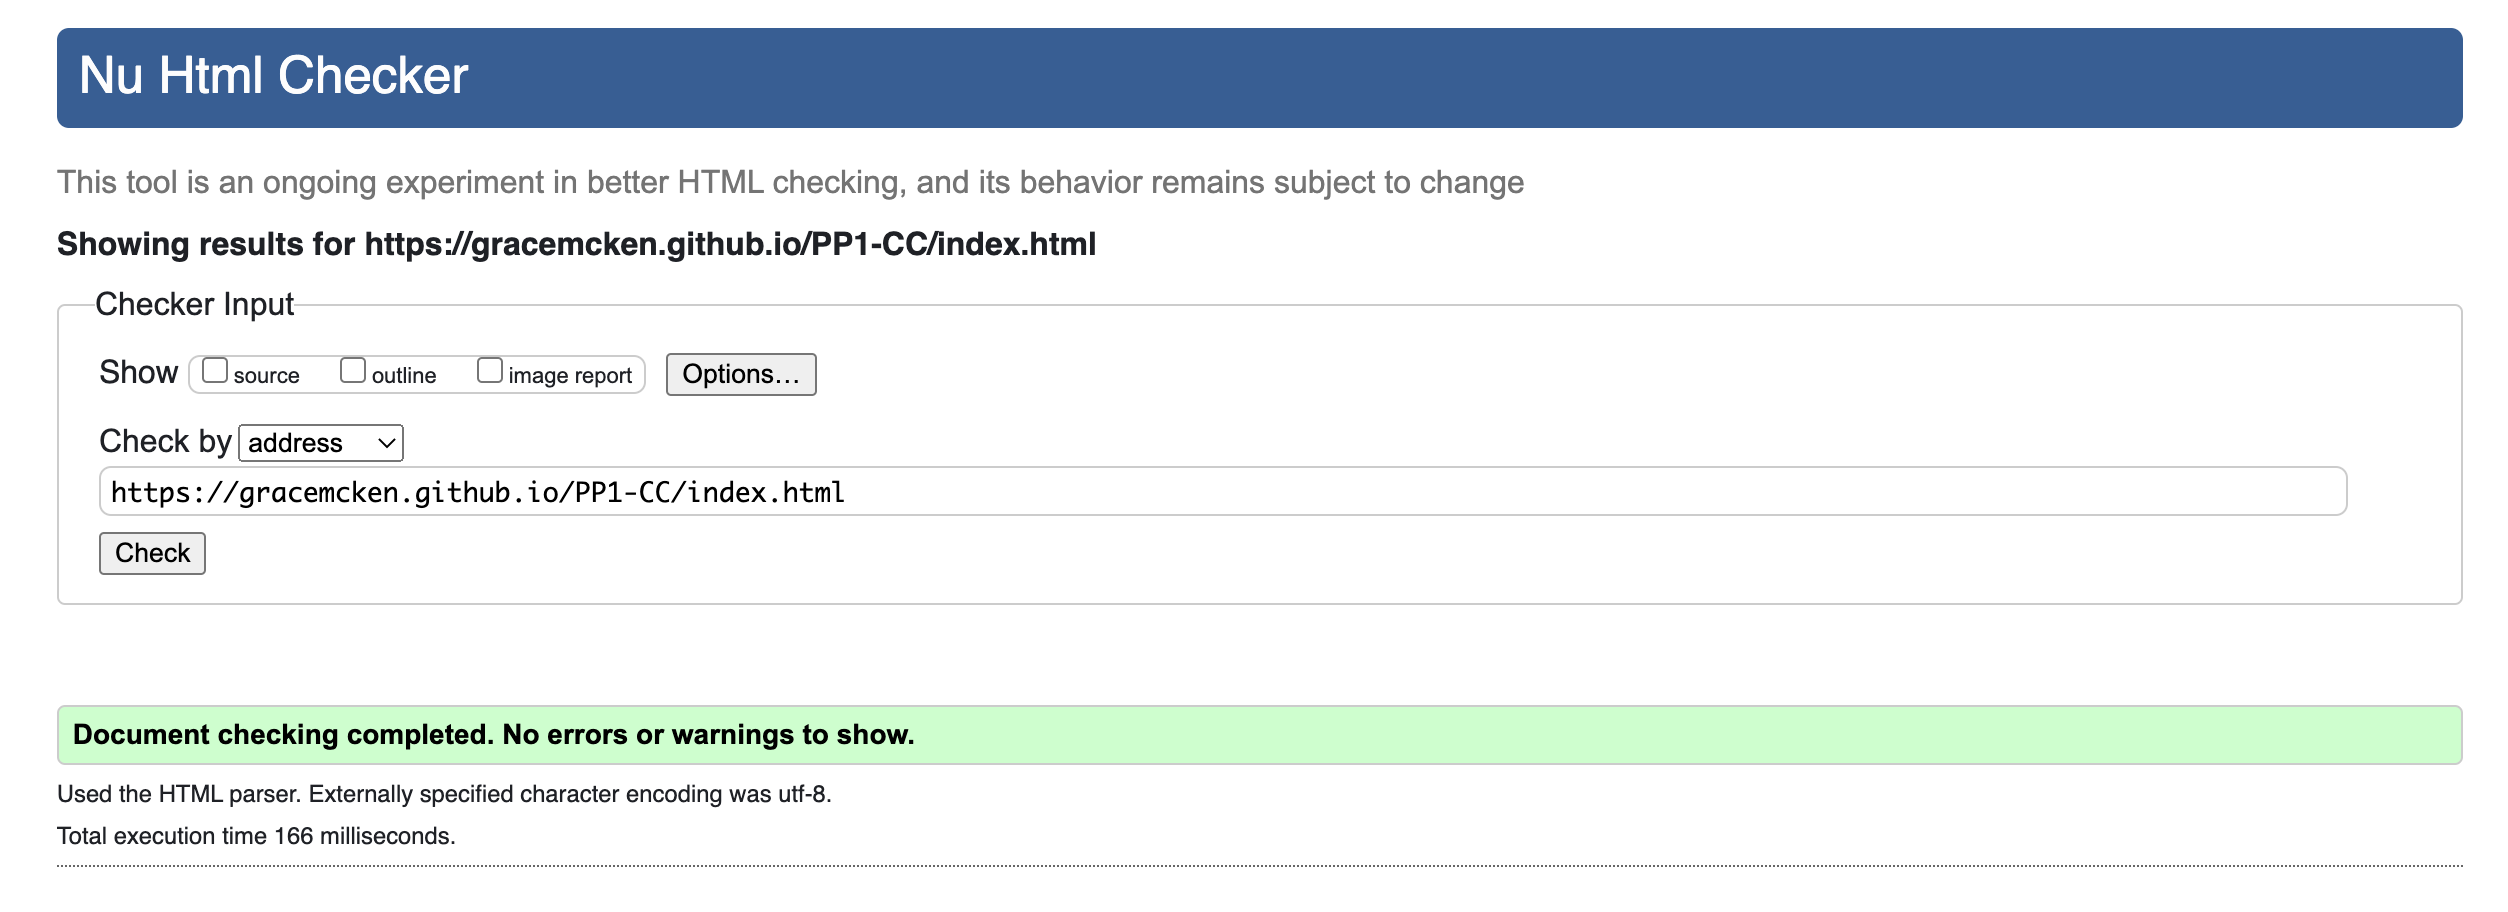 Nu Html Checker
This tool is an ongoing experiment in better HTML checking, and its behavior remains subject to change
Showing results for https://gracemcken.github.io/PP1-CC/index.html
Checker Input
Show source outline image report Options...
Check by address
https://gracemcken.github.io/PP1-CC/index.html
Check
Document checking completed. No errors or warnings to show.
Used the HTML parser. Externally specified character encoding was utf-8.
Total execution time 166 milliseconds.